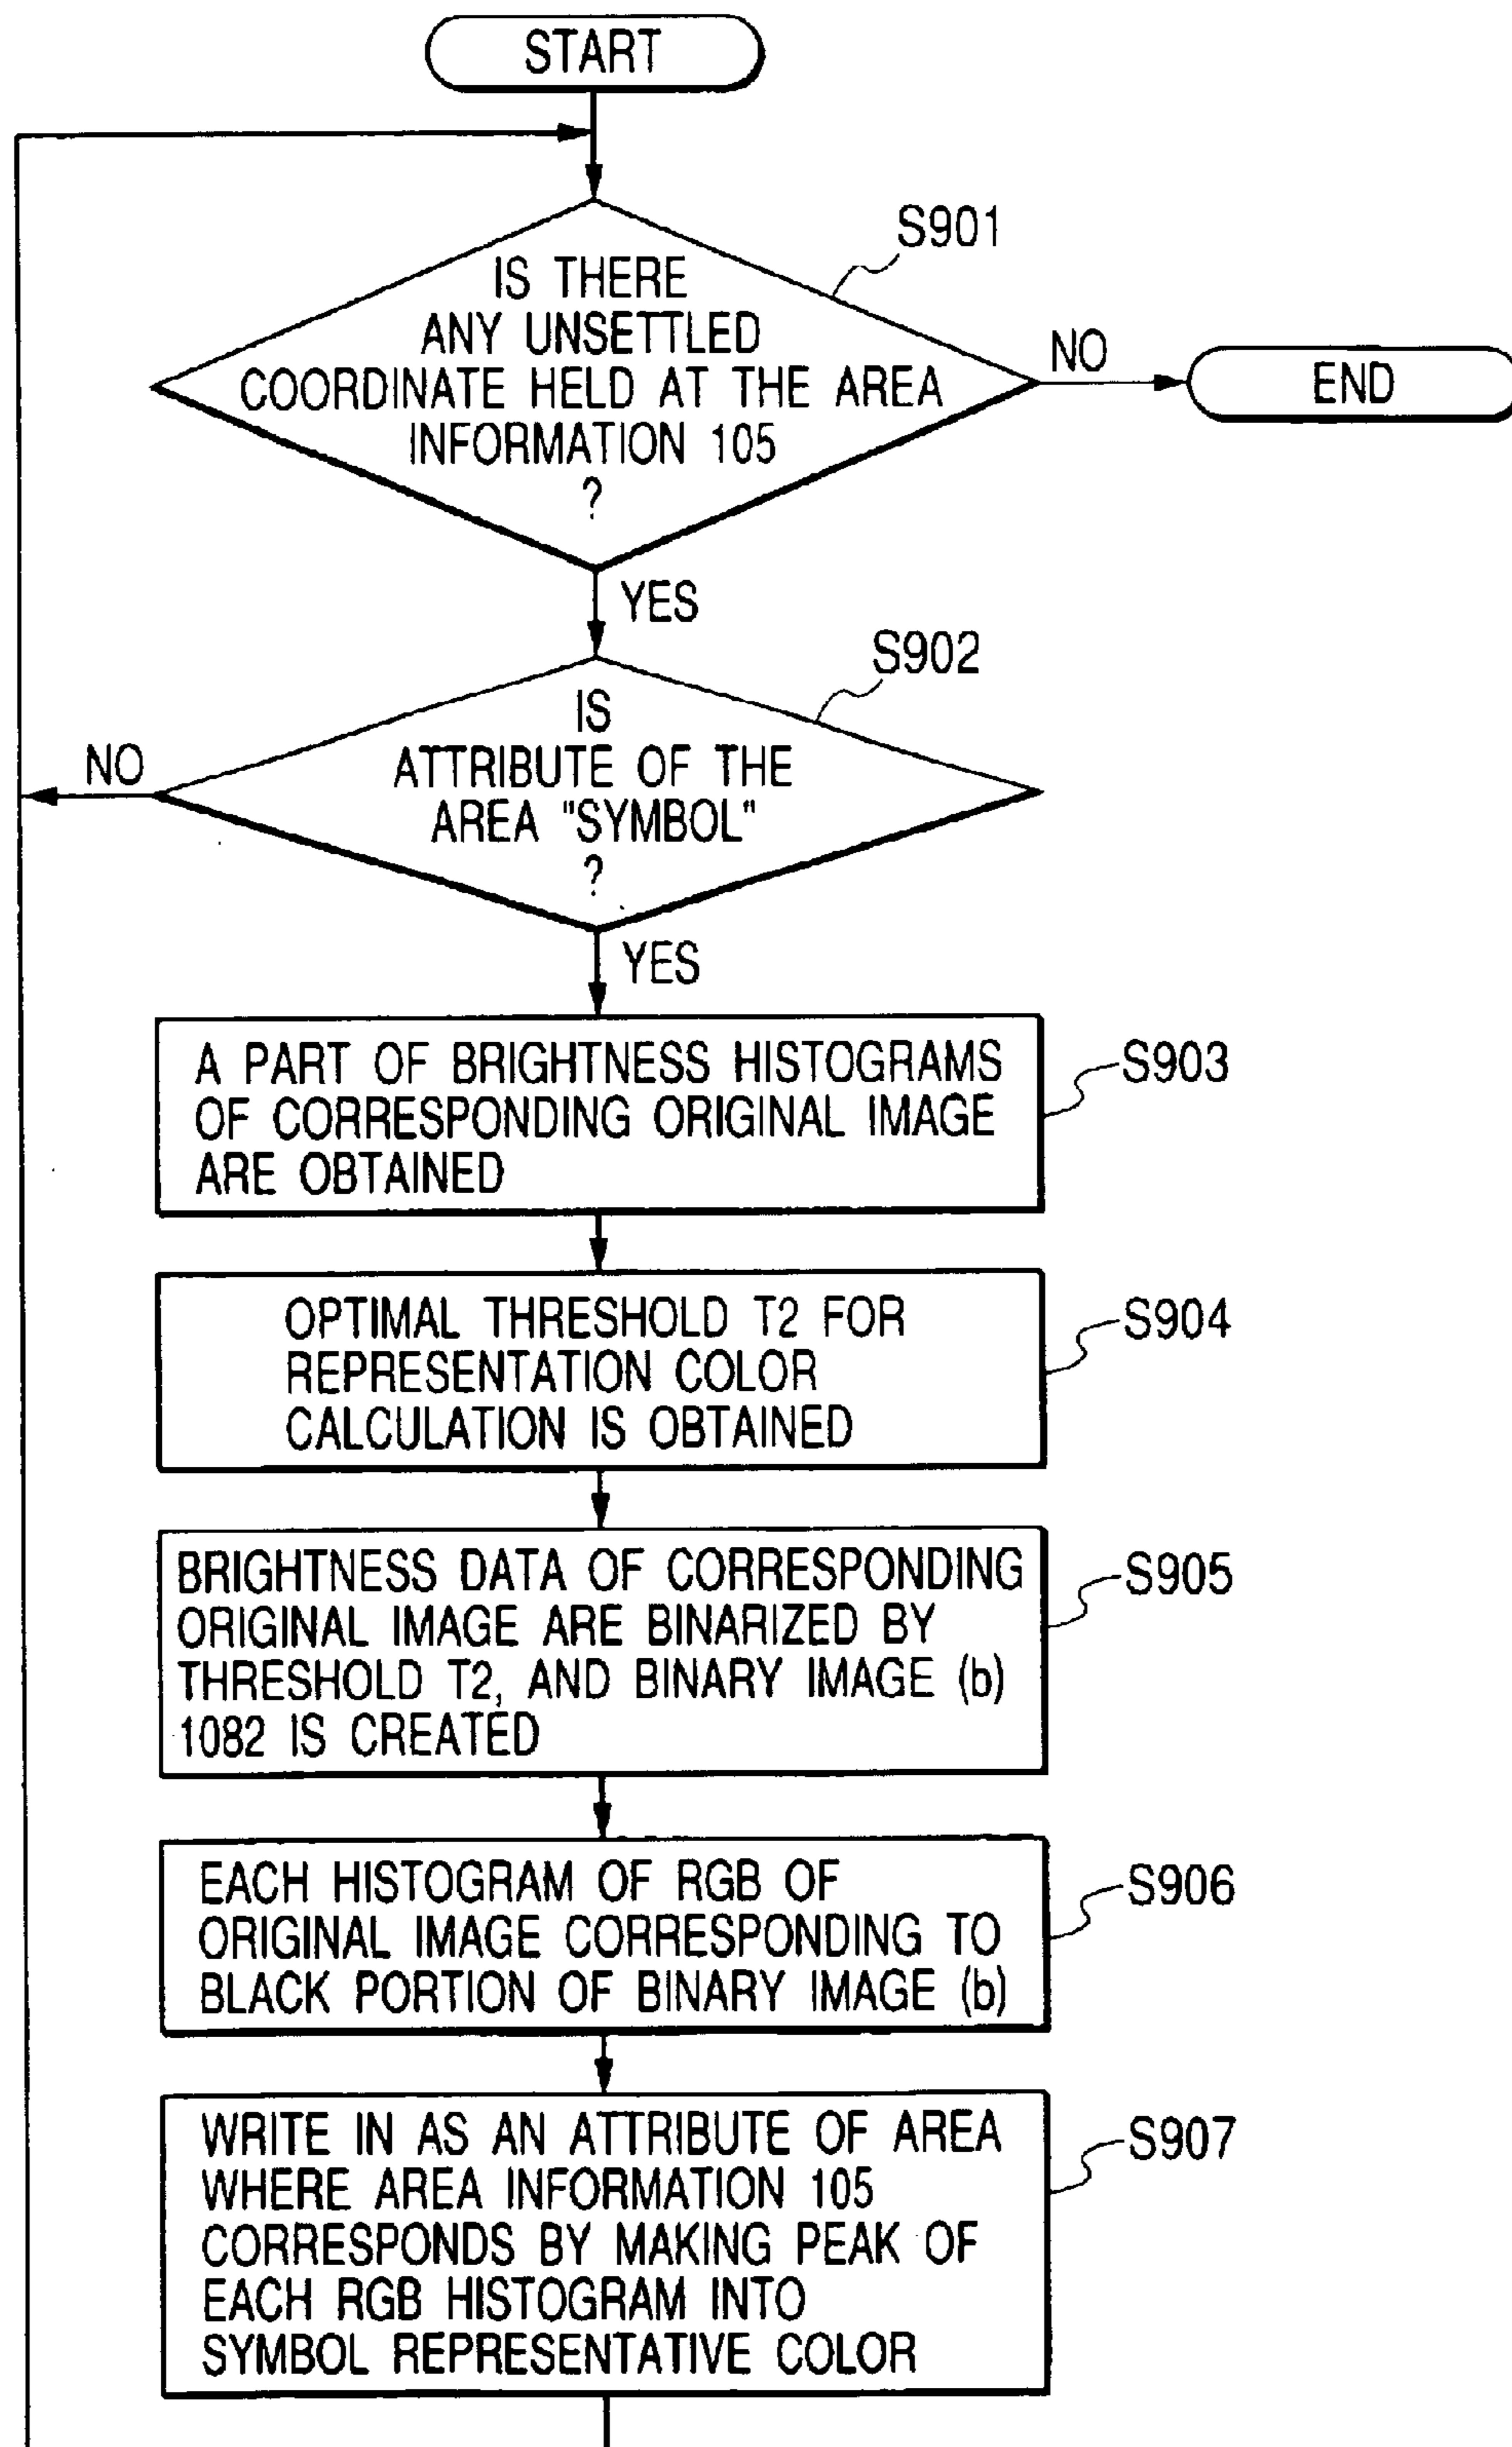 START
S901
IS THERE
ANY UNSETTLED
COORDINATE HELD AT THE AREA
INFORMATION 105
?
NO
END
YES
S902
IS
ATTRIBUTE OF THE
AREA "SYMBOL"
?
NO
YES
A PART OF BRIGHTNESS HISTOGRAMS
OF CORRESPONDING ORIGINAL IMAGE
ARE OBTAINED
S903
OPTIMAL THRESHOLD T2 FOR
REPRESENTATION COLOR
CALCULATION IS OBTAINED
S904
BRIGHTNESS DATA OF CORRESPONDING
ORIGINAL IMAGE ARE BINARIZED BY
THRESHOLD T2, AND BINARY IMAGE (b)
1082 IS CREATED
S905
EACH HISTOGRAM OF RGB OF
ORIGINAL IMAGE CORRESPONDING TO
BLACK PORTION OF BINARY IMAGE (b)
S906
WRITE IN AS AN ATTRIBUTE OF AREA
WHERE AREA INFORMATION 105
CORRESPONDS BY MAKING PEAK OF
EACH RGB HISTOGRAM INTO
SYMBOL REPRESENTATIVE COLOR
S907